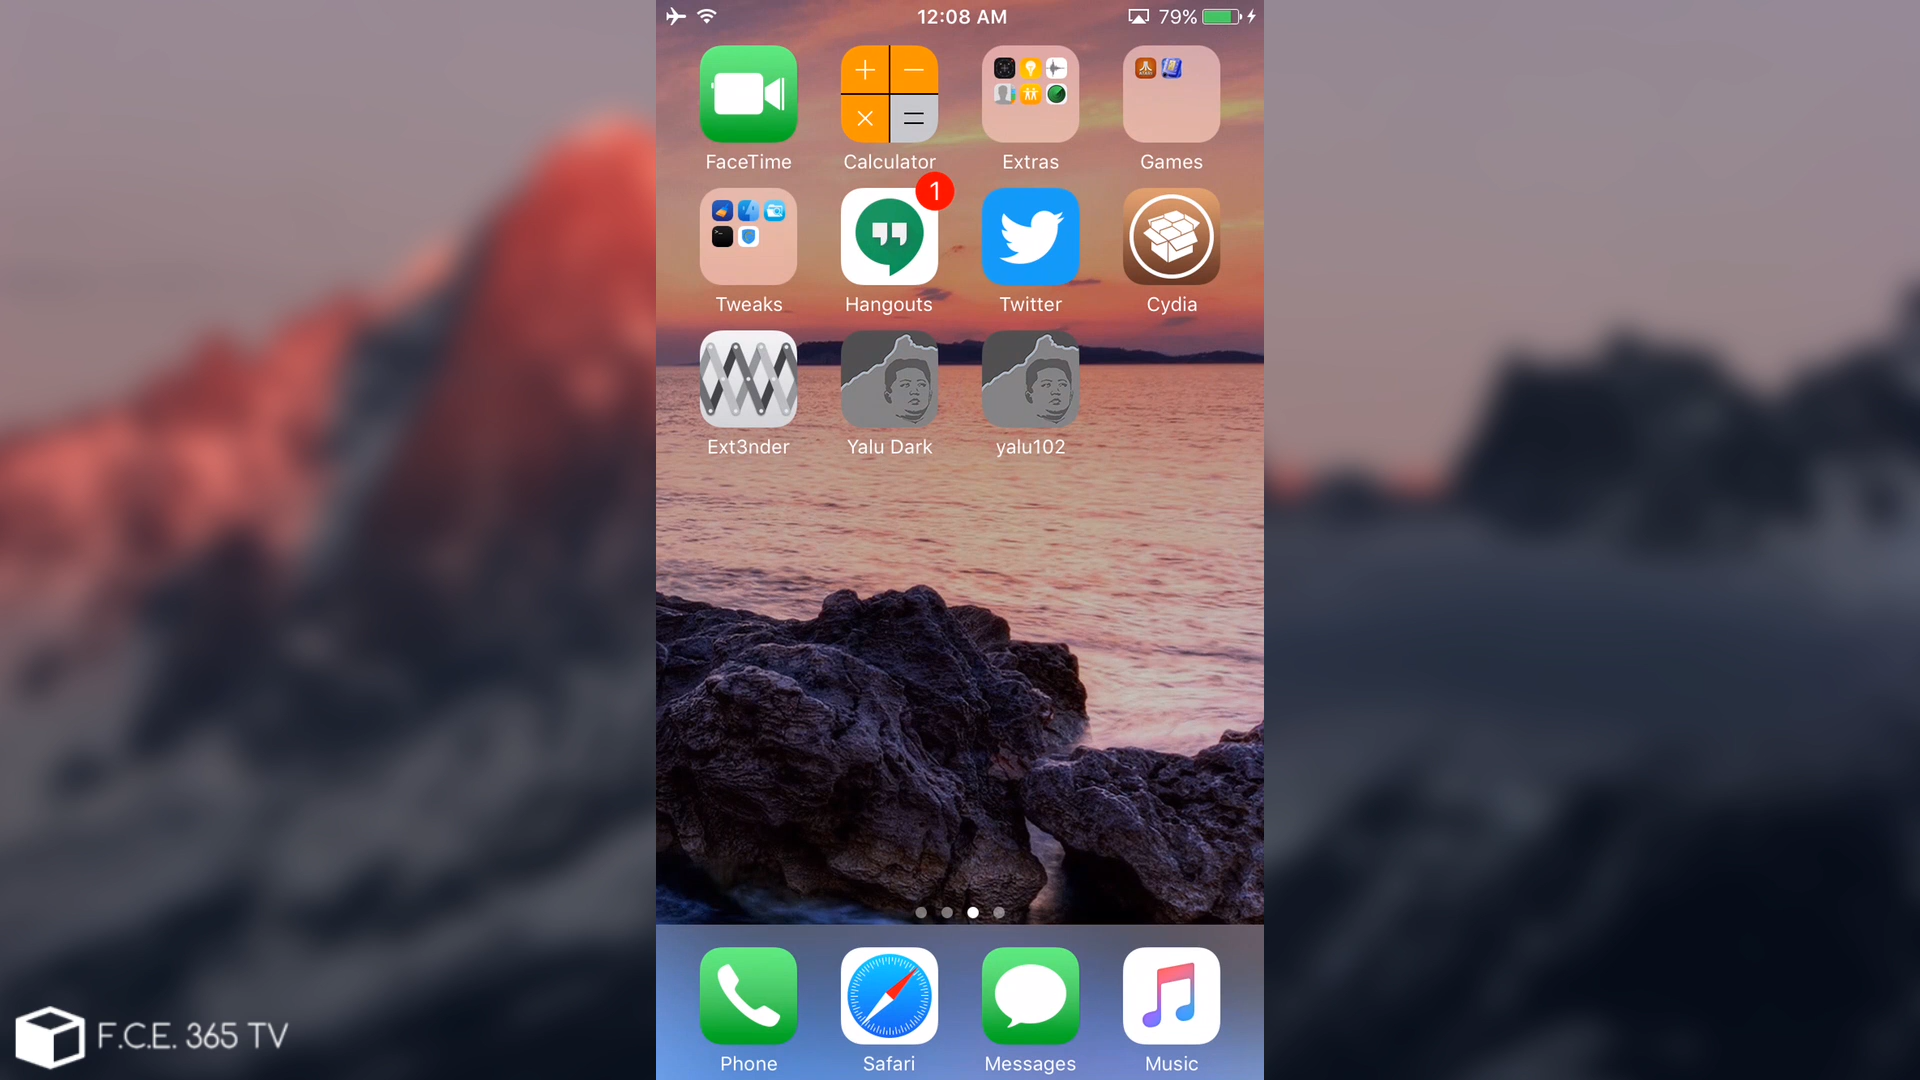 12:08 AM 79%
FaceTime Calculator Extras Games
1
Tweaks Hangouts Twitter Cydia
Ext3nder Yalu Dark yalu102
Phone Safari Messages Music
F.C.E. 365 TV